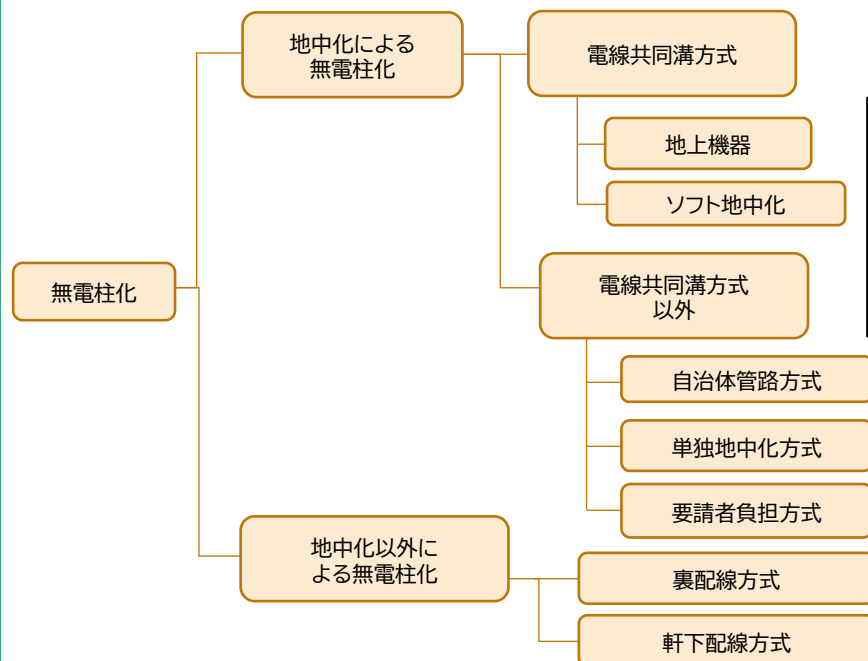 無電柱化
地中化による
無電柱化
電線共同溝方式
地上機器
ソフト地中化
電線共同溝方式
以外
自治体管路方式
単独地中化方式
要請者負担方式
地中化以外に
よる無電柱化
裏配線方式
軒下配線方式